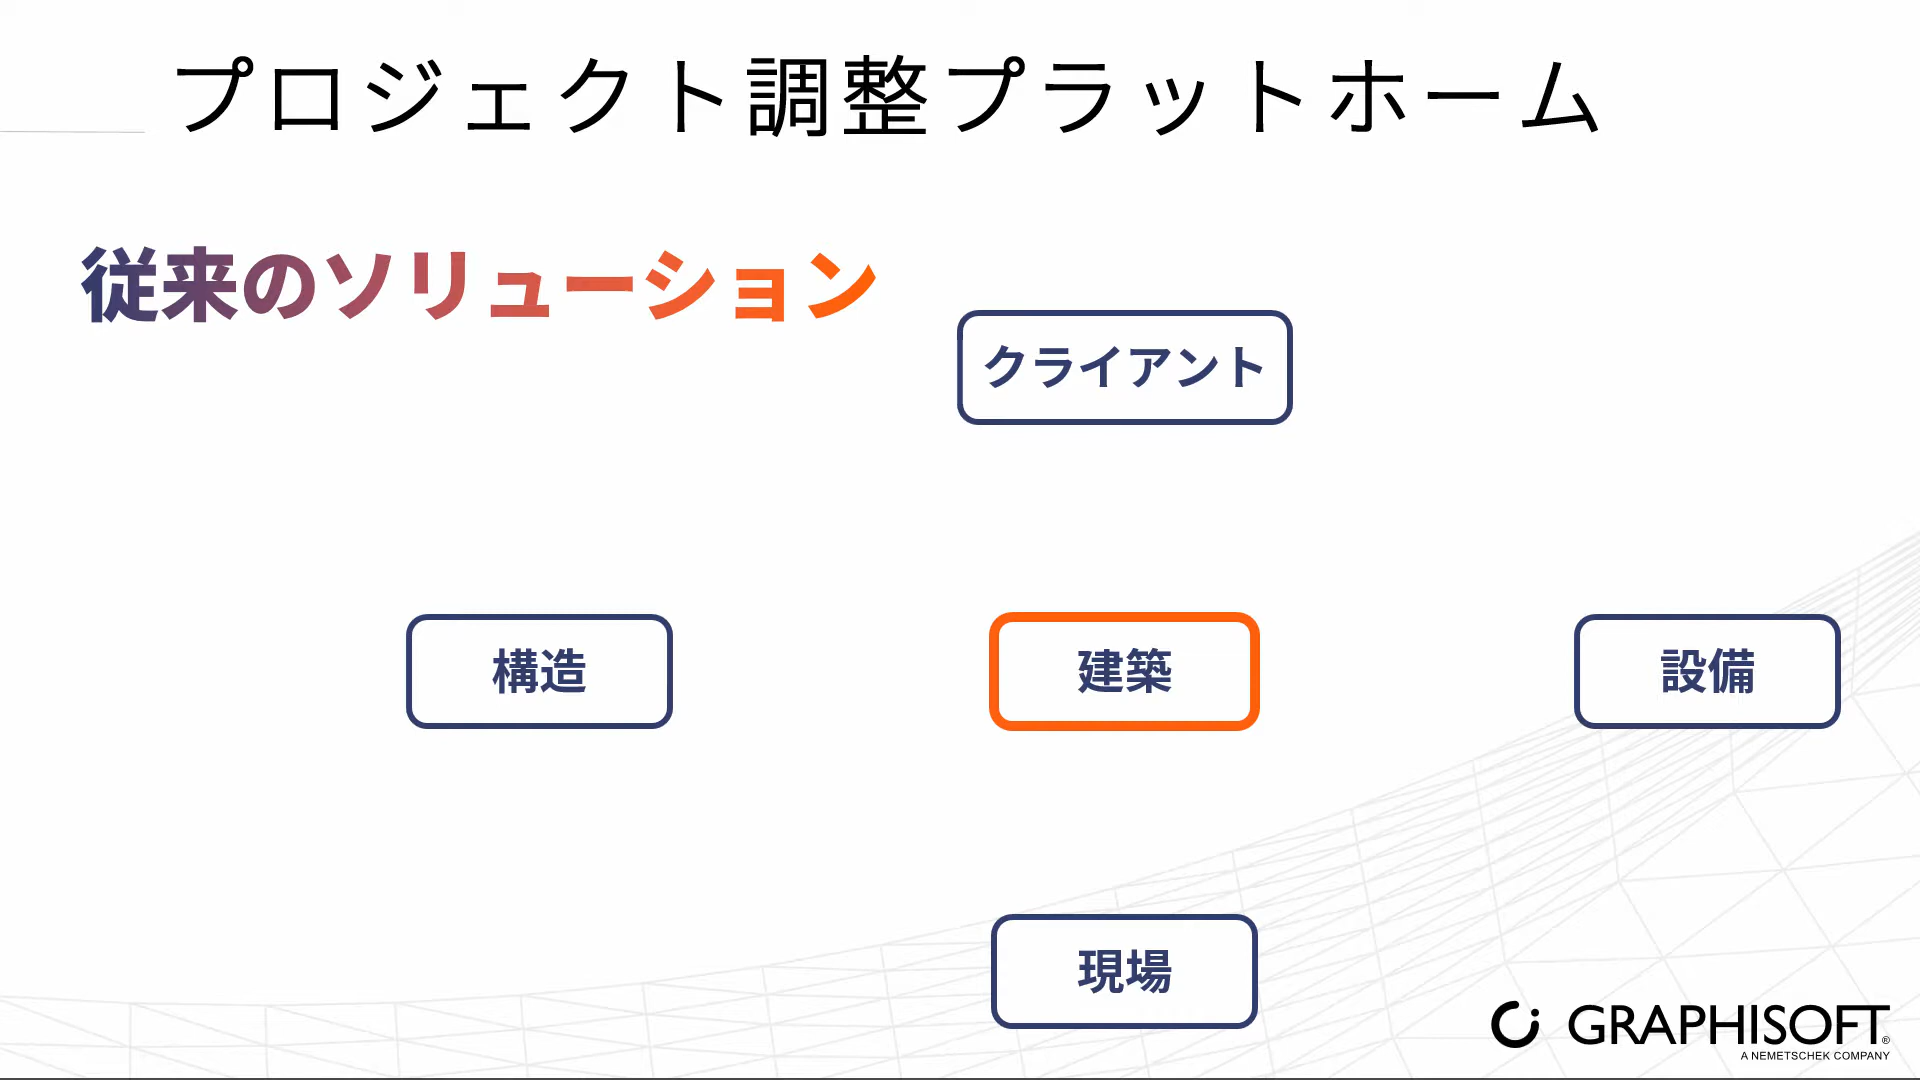 プロジェクト調整プラットホーム
従来のソリューション
クライアント
構造
建築
設備
現場
GRAPHISOFT®
A NEMETSCHEK COMPANY